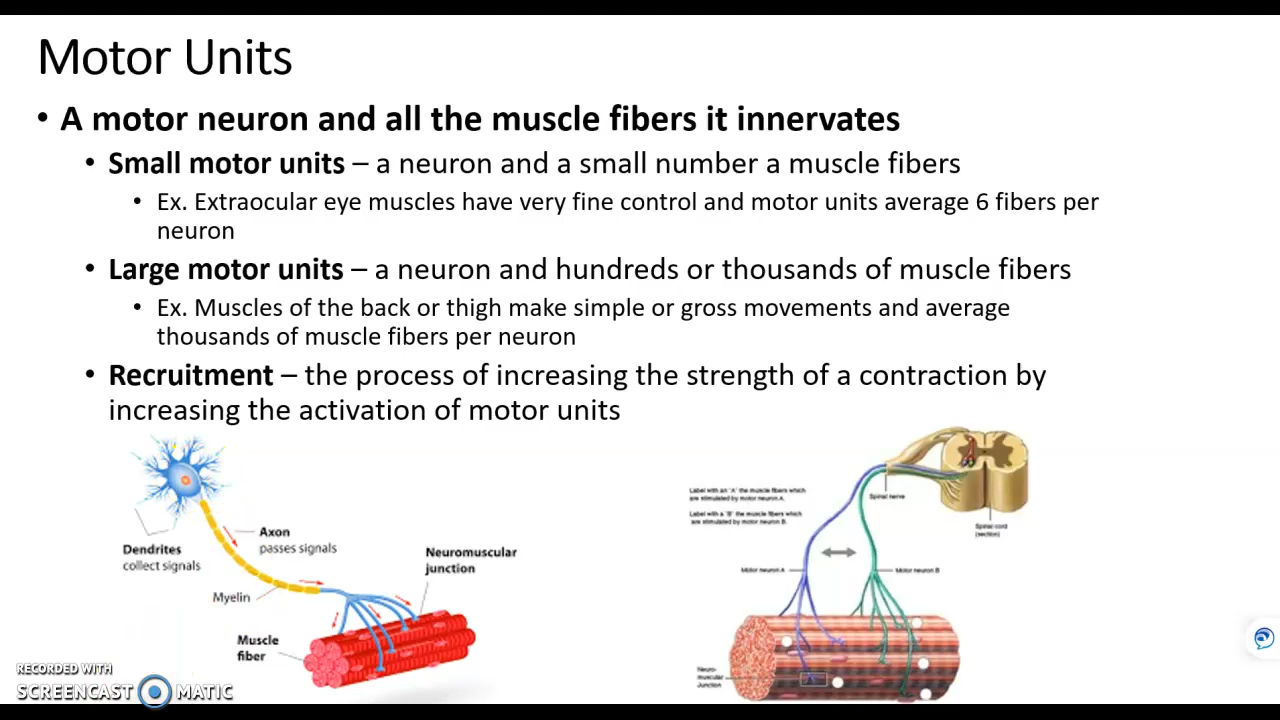 Motor Units
• A motor neuron and all the muscle fibers it innervates
• Small motor units – a neuron and a small number a muscle fibers
• Ex. Extraocular eye muscles have very fine control and motor units average 6 fibers per
neuron
• Large motor units – a neuron and hundreds or thousands of muscle fibers
• Ex. Muscles of the back or thigh make simple or gross movements and average
thousands of muscle fibers per neuron
• Recruitment – the process of increasing the strength of a contraction by
increasing the activation of motor units
Dendrites
collect signals
Axon
passes signals
Myelin
Neuromuscular
junction
Muscle
fiber
Label with an "A" the muscle fibers which
are stimulated by motor neuron A.
Label with a "B" the muscle fibers which
are stimulated by motor neuron B.
Spinal nerve
Spinal cord
(section)
Motor neuron A
Motor neuron B
Neuro-
muscular
Junction
RECORDED WITH
SCREENCAST MATIC